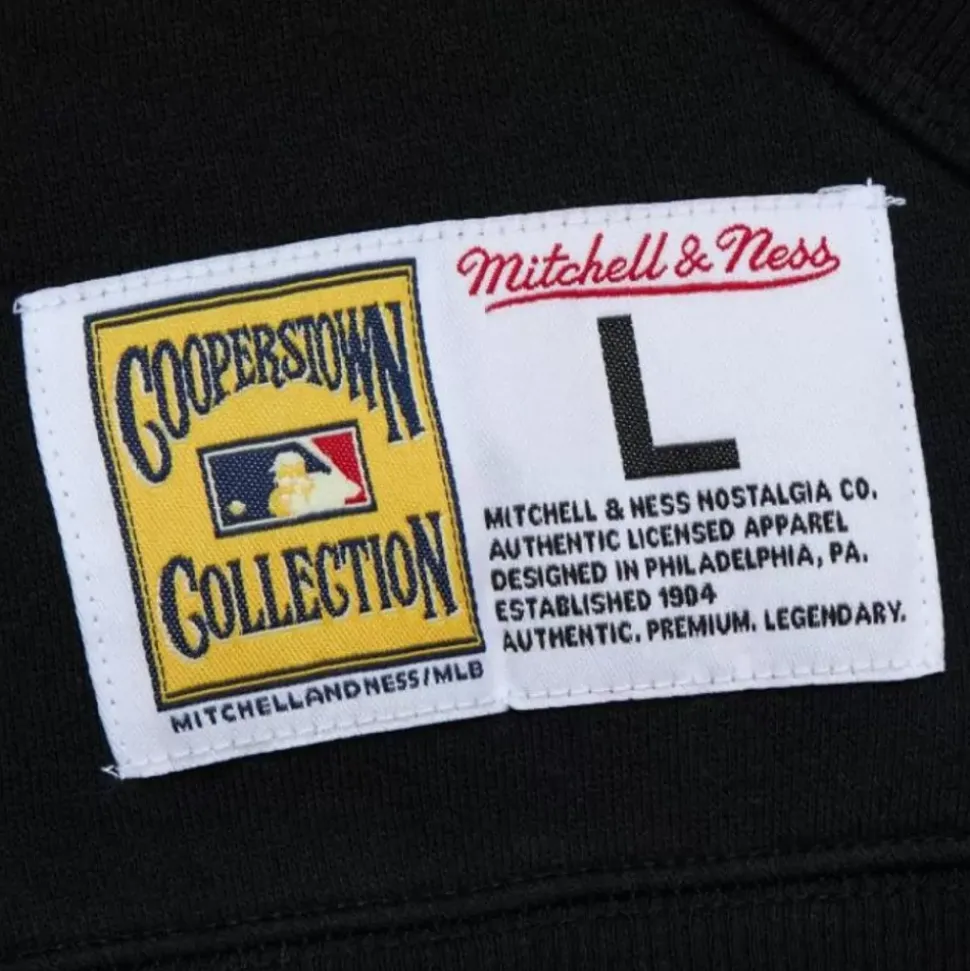 COOPERSTOWN
COLLECTION
MITCHELLANDNESS/MLB
Mitchell & Ness
L
MITCHELL & NESS NOSTALGIA CO.
AUTHENTIC LICENSED APPAREL
DESIGNED IN PHILADELPHIA, PA.
ESTABLISHED 1904
AUTHENTIC. PREMIUM. LEGENDARY.